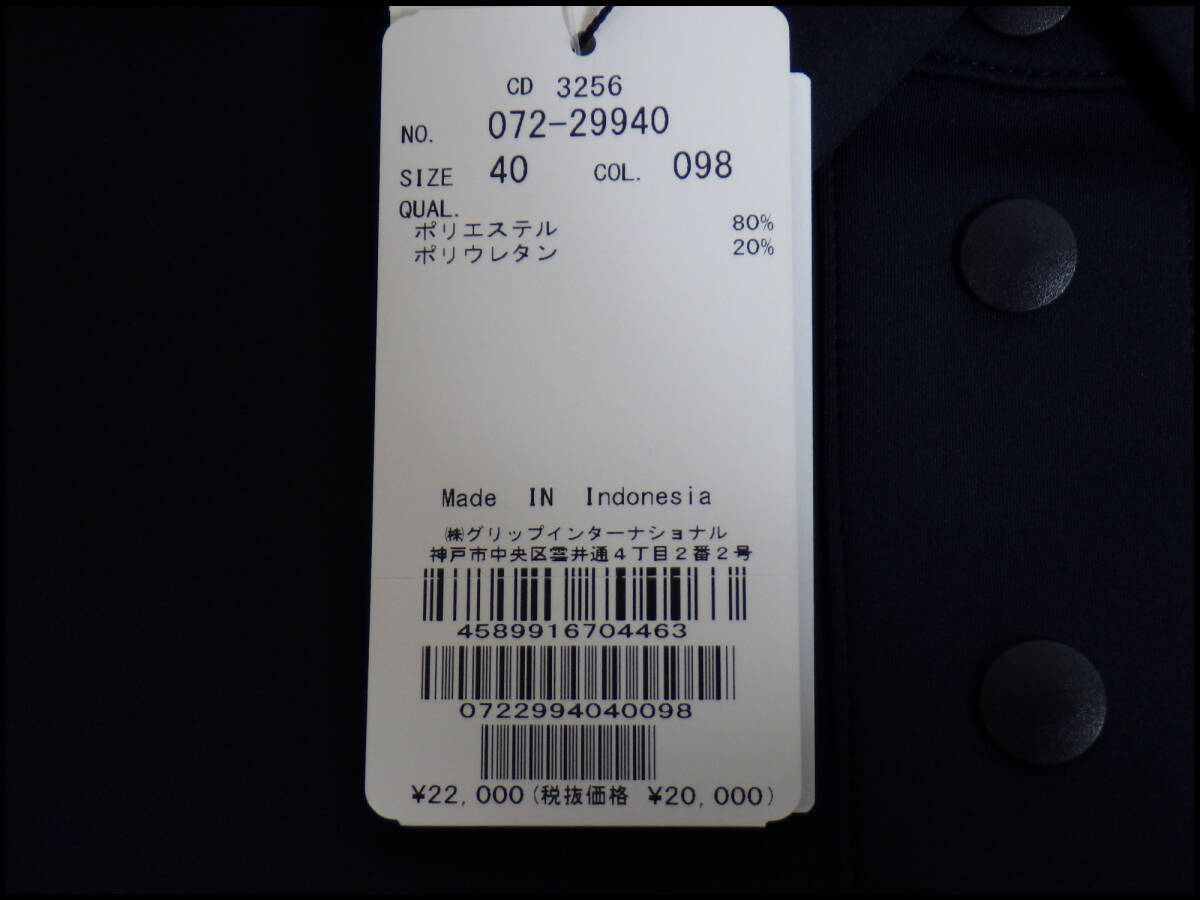 CD 3256
NO. 072-29940
SIZE 40 COL. 098
QUAL.
ポリエステル 80%
ポリウレタン 20%
Made IN Indonesia
㈱グリップインターナショナル
神戸市中央区雲井通4丁目2番2号
4589916704463
0722994040098
¥22,000(税抜価格 ¥20,000)